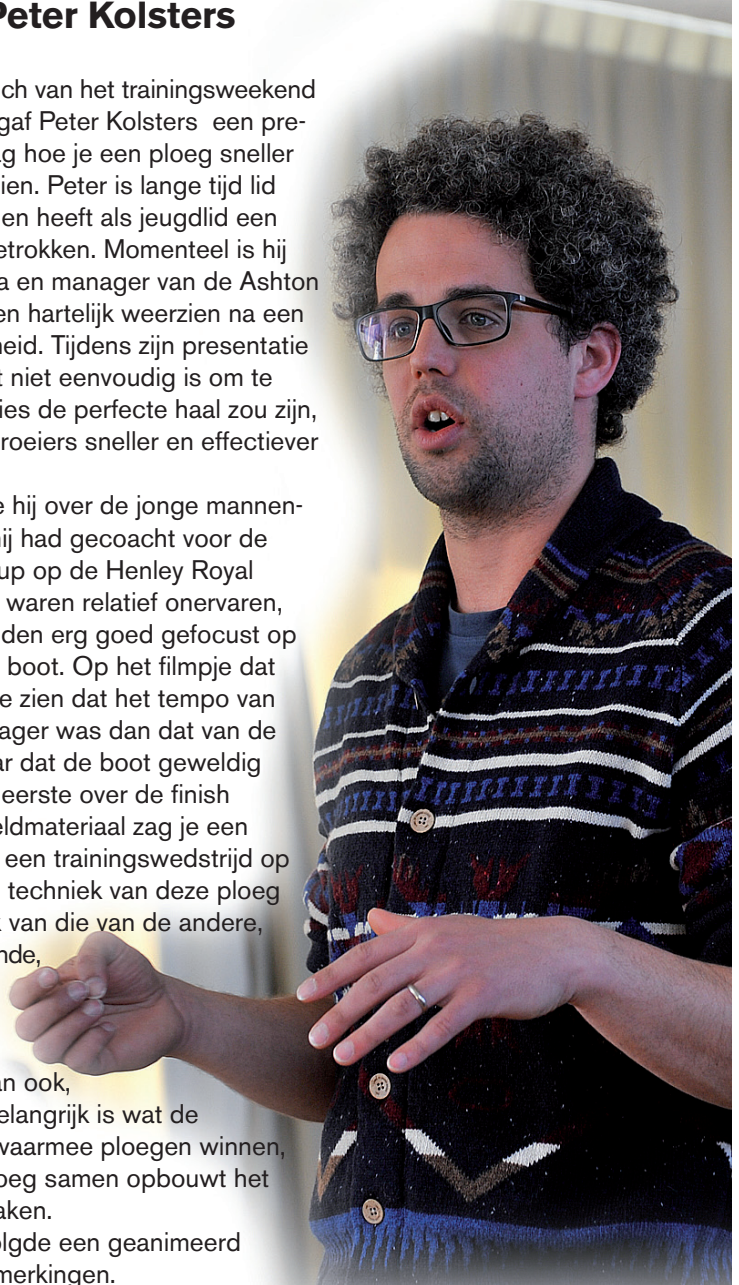 Peter Kolsters
ch van het trainingsweekend
gaf Peter Kolsters een pre-
ag hoe je een ploeg sneller
ien. Peter is lange tijd lid
en heeft als jeugdlid een
etrokken. Momenteel is hij
a en manager van de Ashton
en hartelijk weerzien na een
heid. Tijdens zijn presentatie
t niet eenvoudig is om te
ies de perfecte haal zou zijn,
roeiers sneller en effectiever
e hij over de jonge mannen-
hij had gecoacht voor de
up op de Henley Royal
waren relatief onervaren,
den erg goed gefocust op
boot. Op het filmpje dat
e zien dat het tempo van
ager was dan dat van de
ar dat de boot geweldig
eerste over de finish
eldmateriaal zag je een
een trainingswedstrijd op
techniek van deze ploeg
k van die van de andere,
nde,
an ook,
elangrijk is wat de
waarmee ploegen winnen,
oeg samen opbouwt het
aken.
olgde een geanimeerd
merkingen.